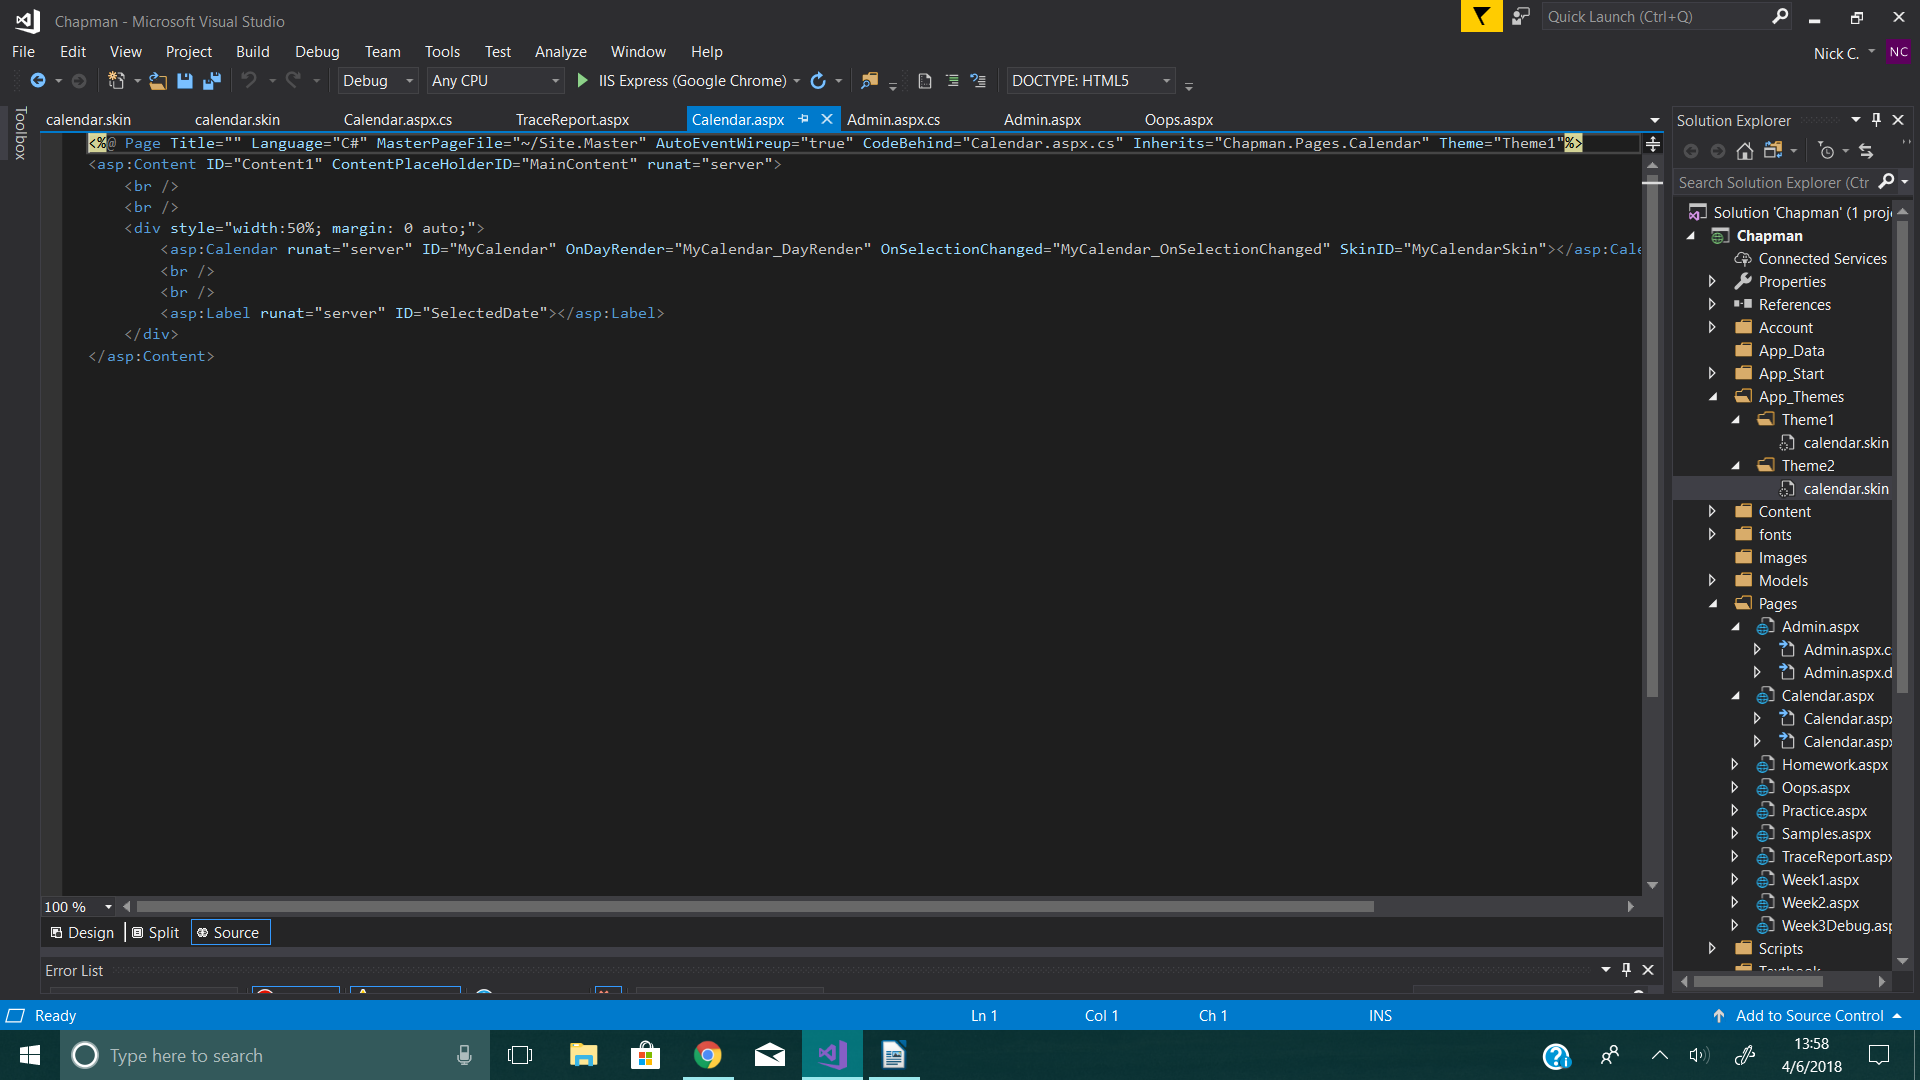 Chapman - Microsoft Visual Studio
Quick Launch (Ctrl+Q)
File Edit View Project Build Debug Team Tools Test Analyze Window Help
Nick C. NC
Debug Any CPU IIS Express (Google Chrome) DOCTYPE: HTML5
Toolbox
calendar.skin calendar.skin Calendar.aspx.cs TraceReport.aspx Calendar.aspx Admin.aspx.cs Admin.aspx Oops.aspx
<%@ Page Title="" Language="C#" MasterPageFile="~/Site.Master" AutoEventWireup="true" CodeBehind="Calendar.aspx.cs" Inherits="Chapman.Pages.Calendar" Theme="Theme1"%>
<asp:Content ID="Content1" ContentPlaceHolderID="MainContent" runat="server">
<br />
<br />
<div style="width:50%; margin: 0 auto;">
<asp:Calendar runat="server" ID="MyCalendar" OnDayRender="MyCalendar_DayRender" OnSelectionChanged="MyCalendar_OnSelectionChanged" SkinID="MyCalendarSkin"></asp:Cale
<br />
<br />
<asp:Label runat="server" ID="SelectedDate"></asp:Label>
</div>
</asp:Content>
100 %
Design Split Source
Error List
Solution Explorer
Search Solution Explorer (Ctr
Solution 'Chapman' (1 proj
Chapman
Connected Services
Properties
References
Account
App_Data
App_Start
App_Themes
Theme1
calendar.skin
Theme2
calendar.skin
Content
fonts
Images
Models
Pages
Admin.aspx
Admin.aspx.c
Admin.aspx.d
Calendar.aspx
Calendar.aspx
Calendar.aspx
Homework.aspx
Oops.aspx
Practice.aspx
Samples.aspx
TraceReport.aspx
Week1.aspx
Week2.aspx
Week3Debug.asp
Scripts
Ready Ln 1 Col 1 Ch 1 INS Add to Source Control
Type here to search
13:58
4/6/2018